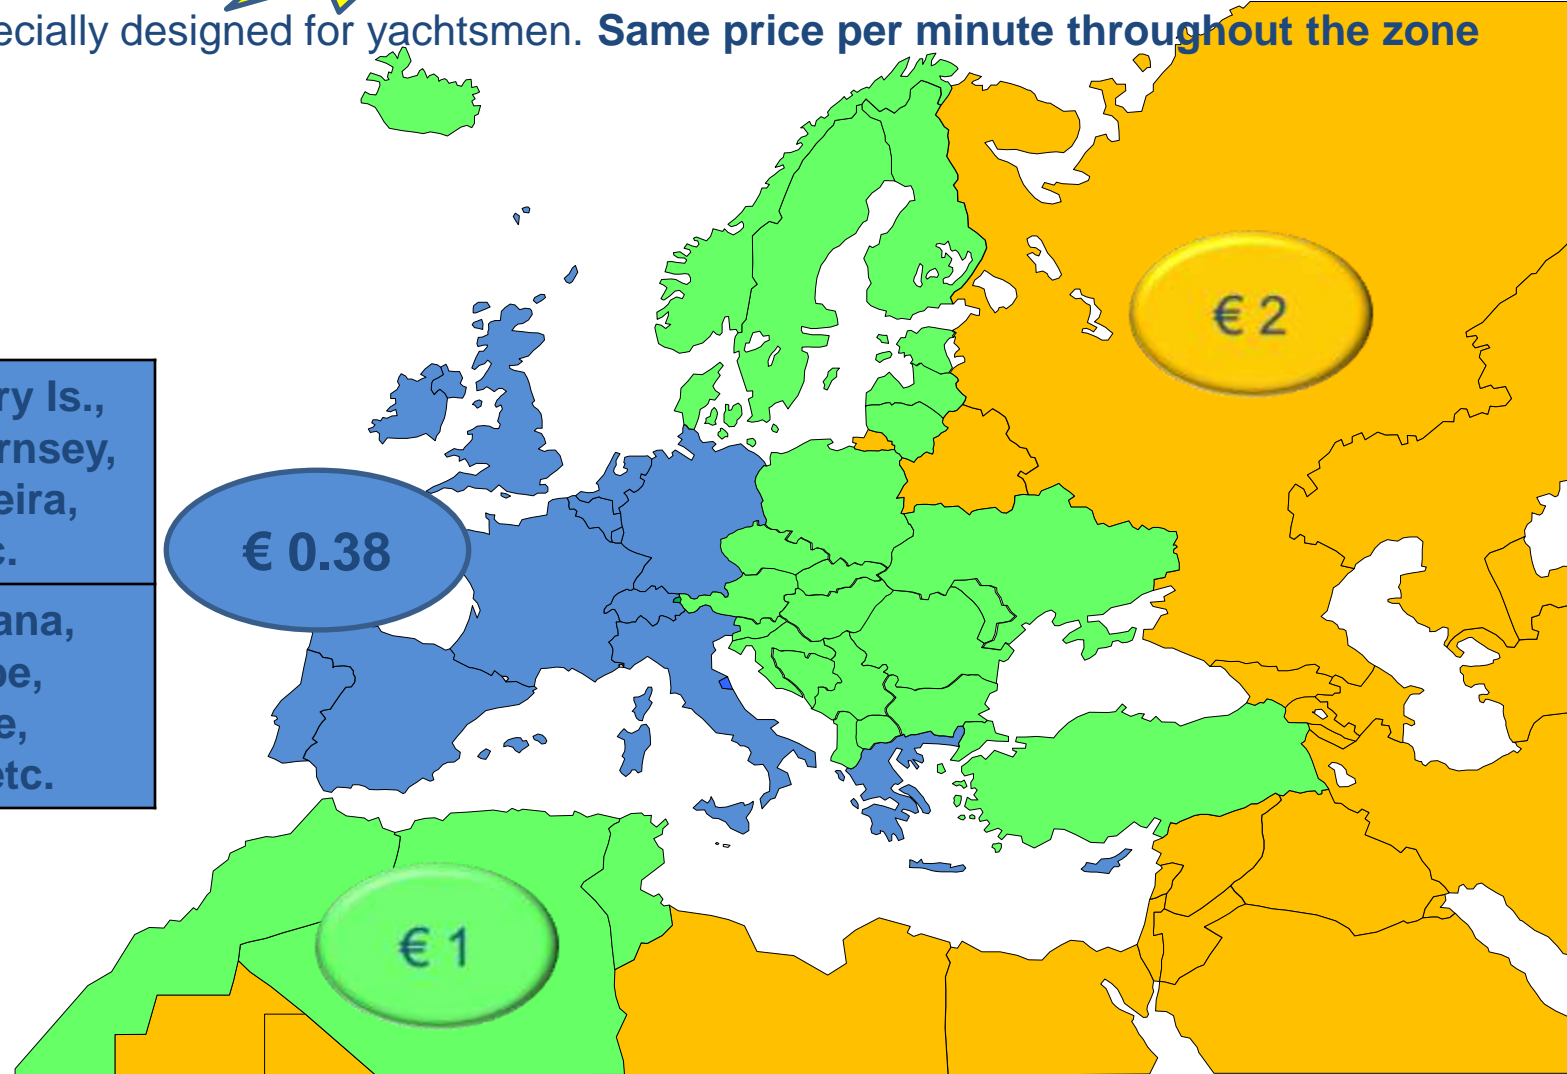 ecially designed for yachtsmen. Same price per minute throughout the zone
€ 2
ry Is.,
rnsey,
eira,
c.
€ 0.38
ana,
pe,
e,
etc.
€ 1